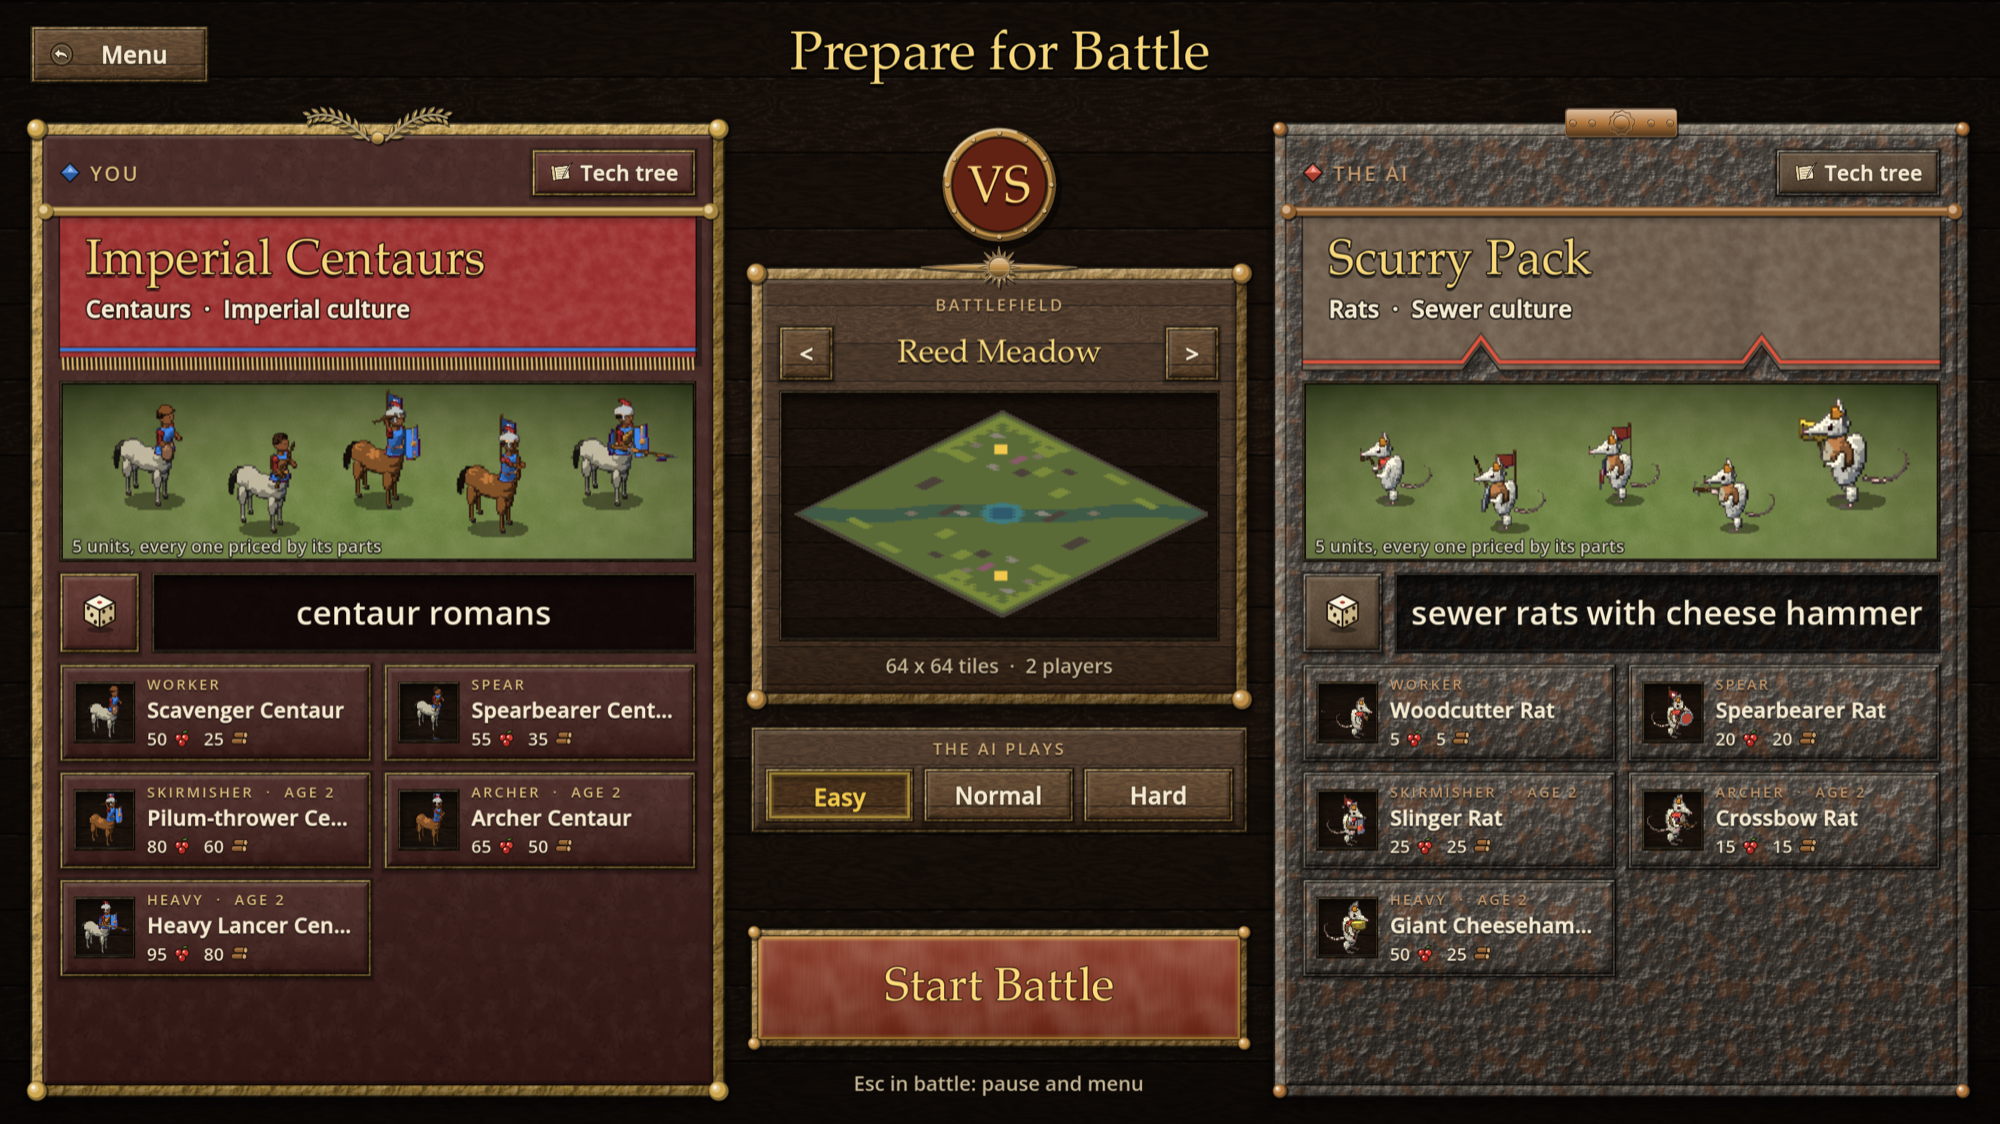 Menu
Prepare for Battle
YOU
Tech tree
Imperial Centaurs
Centaurs · Imperial culture
5 units, every one priced by its parts
centaur romans
WORKER
Scavenger Centaur
50 25
SPEAR
Spearbearer Cent...
55 35
SKIRMISHER · AGE 2
Pilum-thrower Ce...
80 60
ARCHER · AGE 2
Archer Centaur
65 50
HEAVY · AGE 2
Heavy Lancer Cen...
95 80
VS
BATTLEFIELD
<
Reed Meadow
>
64 x 64 tiles · 2 players
THE AI PLAYS
Easy
Normal
Hard
Start Battle
Esc in battle: pause and menu
THE AI
Tech tree
Scurry Pack
Rats · Sewer culture
5 units, every one priced by its parts
sewer rats with cheese hammer
WORKER
Woodcutter Rat
5 5
SPEAR
Spearbearer Rat
20 20
SKIRMISHER · AGE 2
Slinger Rat
25 25
ARCHER · AGE 2
Crossbow Rat
15 15
HEAVY · AGE 2
Giant Cheeseham...
50 25